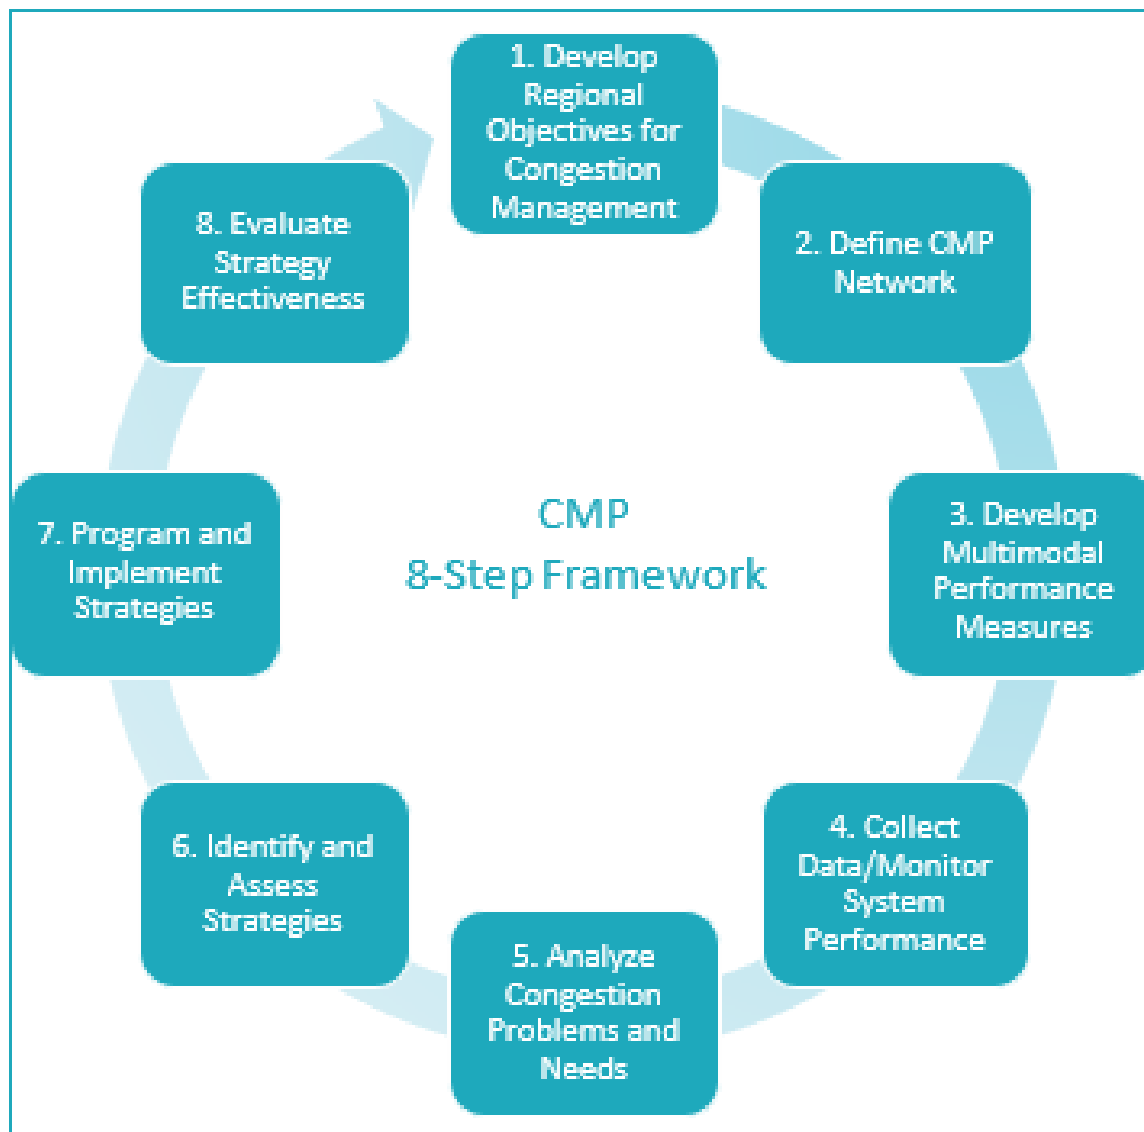 1. Develop
Regional
Objectives for
Congestion
Management
2. Define CMP
Network
3. Develop
Multimodal
Performance
Measures
4. Collect
Data/Monitor
System
Performance
5. Analyze
Congestion
Problems and
Needs
6. Identify and
Assess
Strategies
7. Program and
Implement
Strategies
8. Evaluate
Strategy
Effectiveness
CMP
8-Step Framework